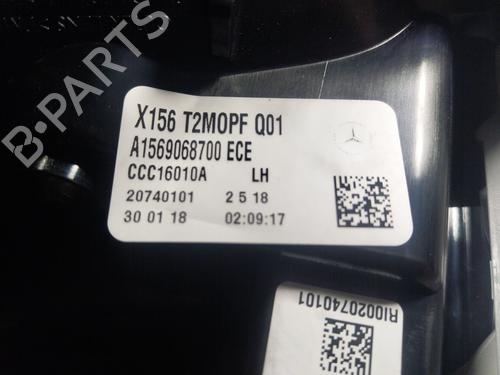 X156 T2MOPF Q01
A1569068700 ECE
CCC16010A LH
20740101 2 5 18
30 01 18 02:09:17
RI0020740101
B-PARTS